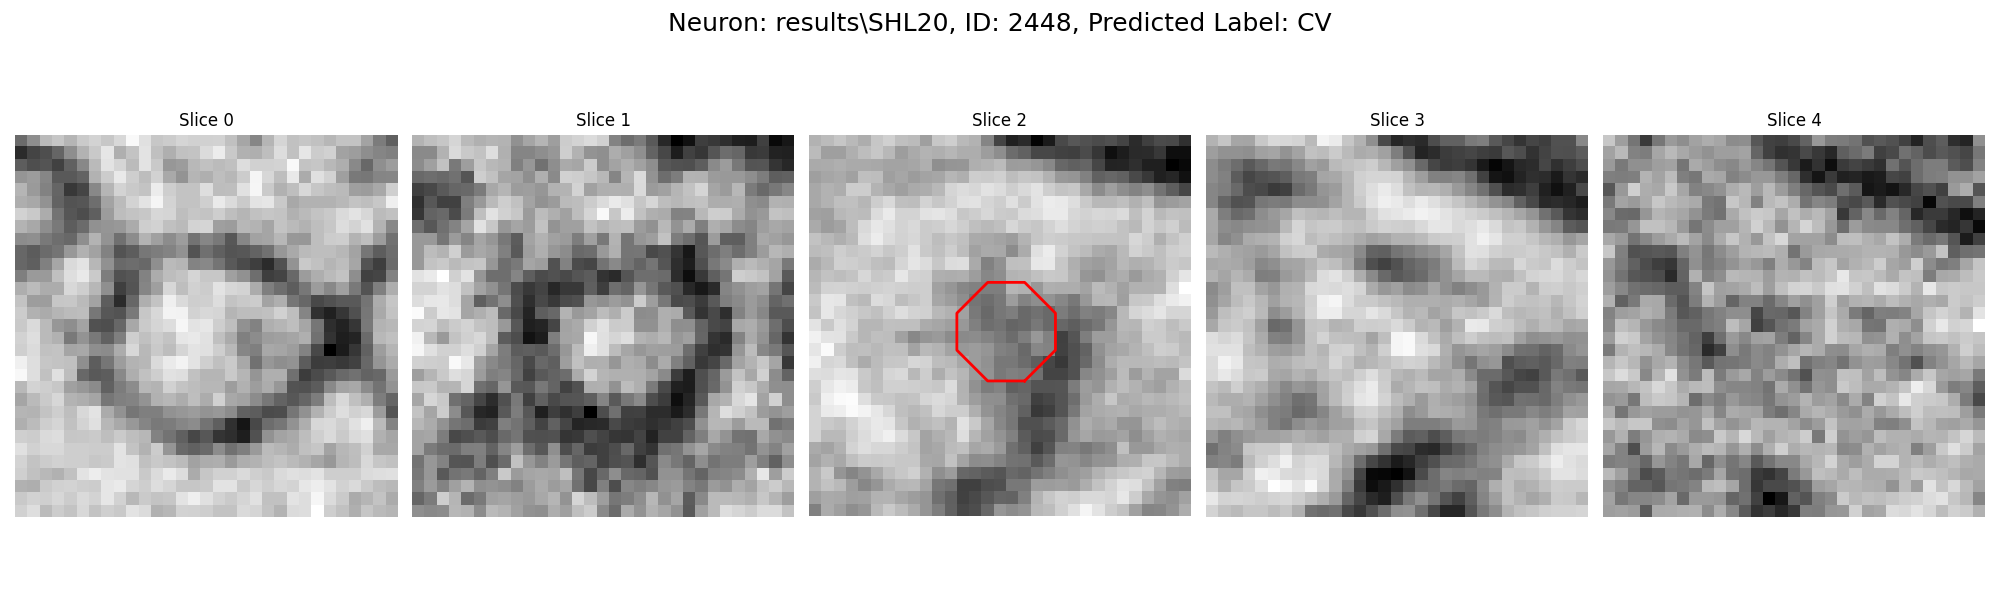 Neuron: results\SHL20, ID: 2448, Predicted Label: CV
Slice 0
Slice 1
Slice 2
Slice 3
Slice 4